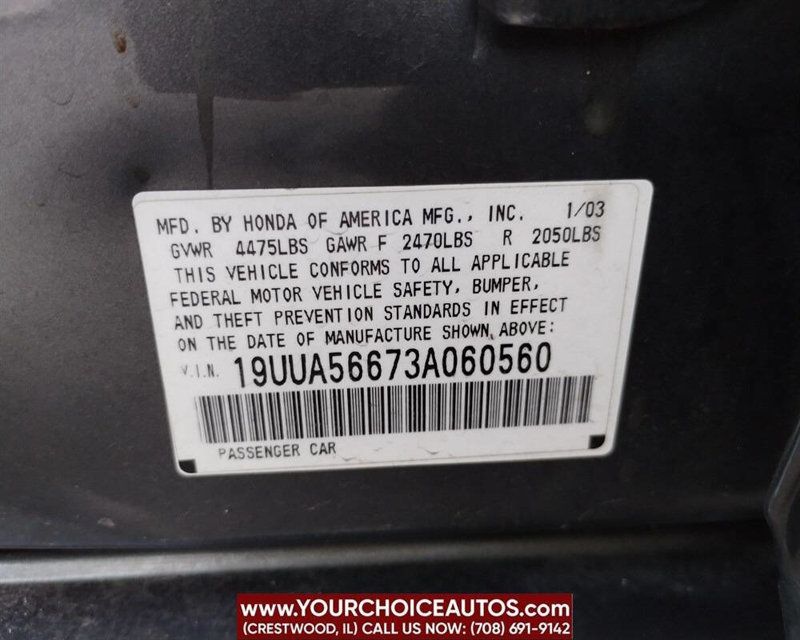 MFD. BY HONDA OF AMERICA MFG., INC. 1/03
GVWR 4475LBS GAWR F 2470LBS R 2050LBS
THIS VEHICLE CONFORMS TO ALL APPLICABLE
FEDERAL MOTOR VEHICLE SAFETY, BUMPER,
AND THEFT PREVENTION STANDARDS IN EFFECT
ON THE DATE OF MANUFACTURE SHOWN ABOVE:
V.I.N. 19UUA56673A060560
PASSENGER CAR
WWW.YOURCHOICEAUTOS.COM
(CRESTWOOD, IL) CALL US NOW: (708) 691-9142